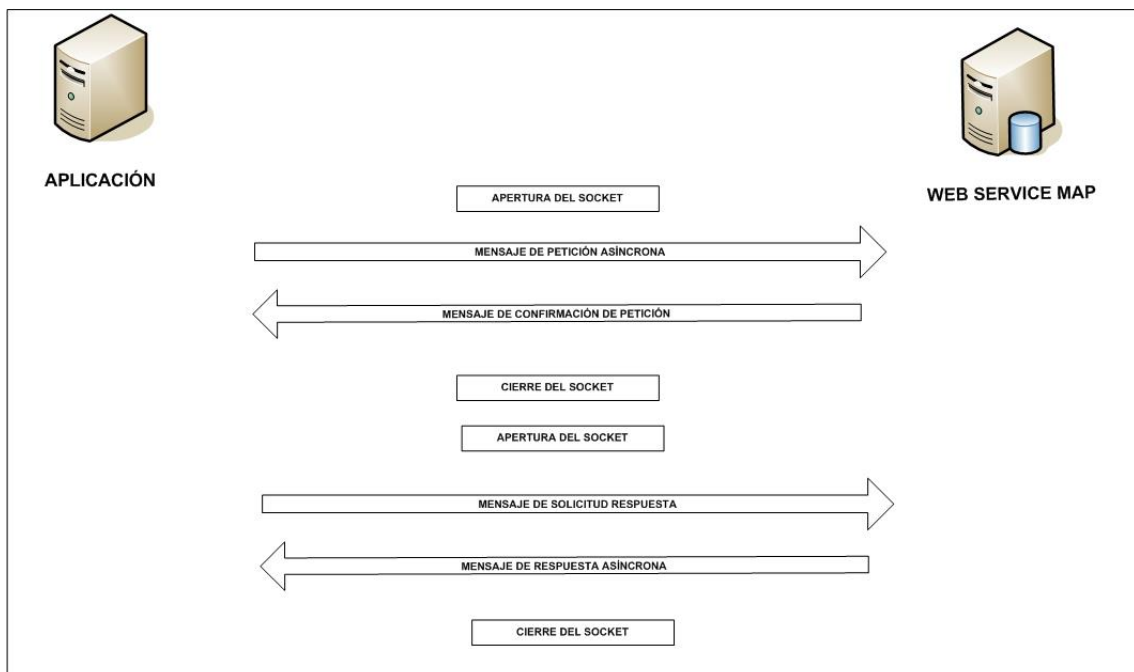 APLICACIÓN
WEB SERVICE MAP
APERTURA DEL SOCKET
MENSAJE DE PETICIÓN ASÍNCRONA
MENSAJE DE CONFIRMACIÓN DE PETICIÓN
CIERRE DEL SOCKET
APERTURA DEL SOCKET
MENSAJE DE SOLICITUD RESPUESTA
MENSAJE DE RESPUESTA ASÍNCRONA
CIERRE DEL SOCKET